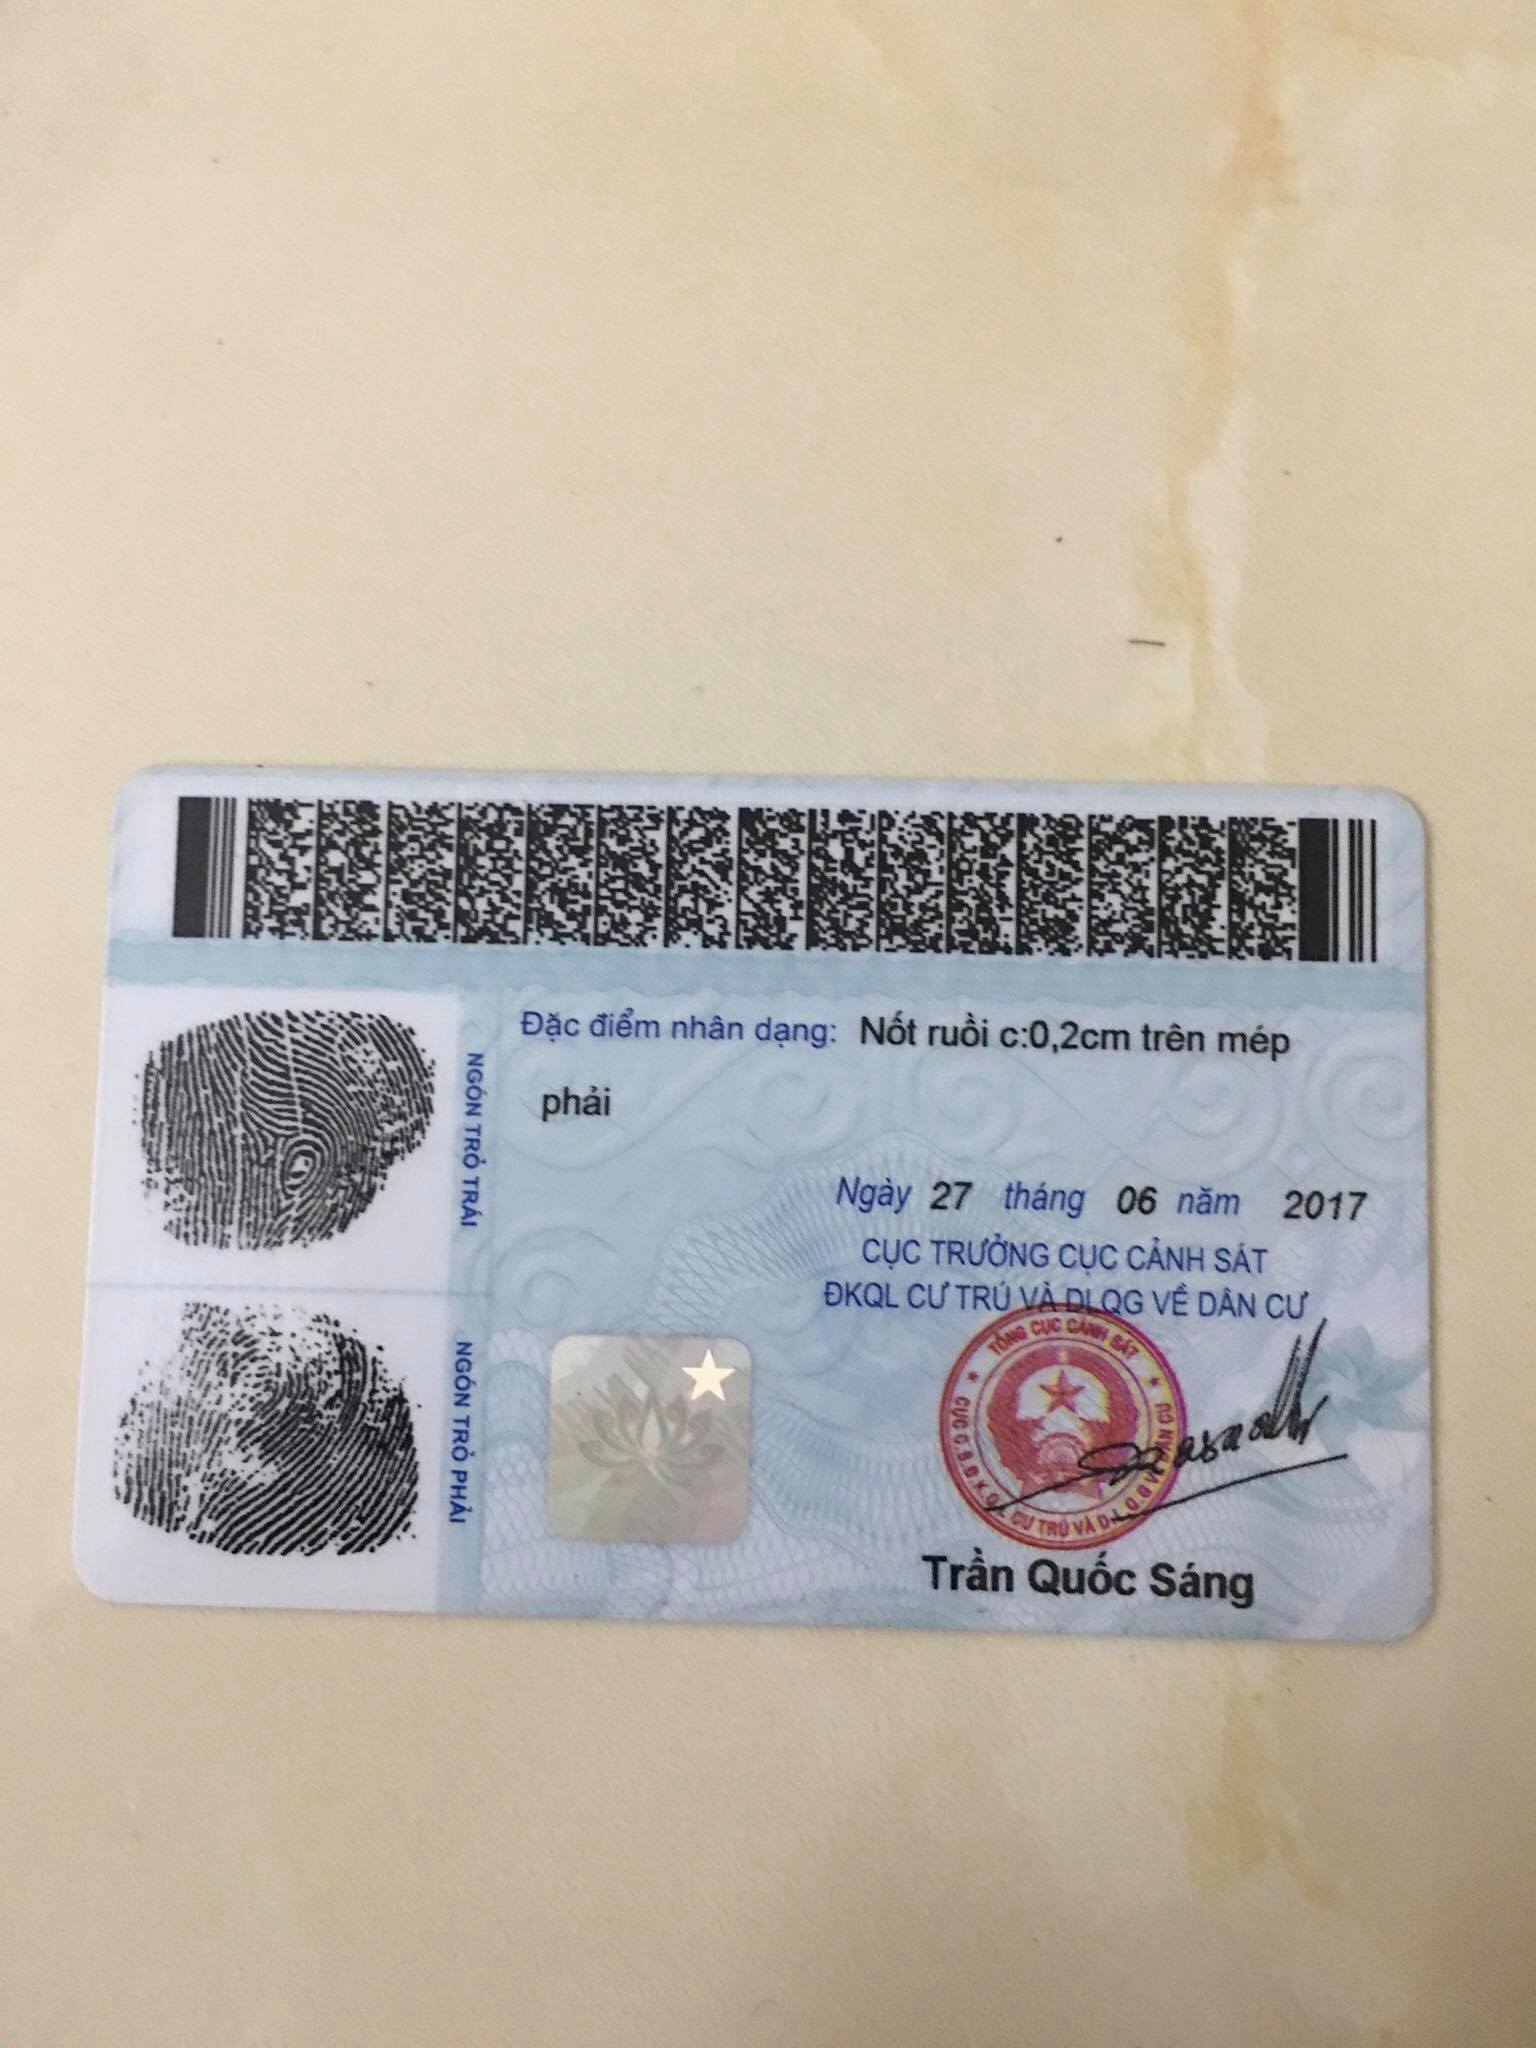 Đặc điểm nhân dạng: Nốt ruồi c:0,2cm trên mép
phải
NGÓN TRỎ TRÁI
Ngày 27 tháng 06 năm 2017
CỤC TRƯỞNG CỤC CẢNH SÁT
ĐKQL CƯ TRÚ VÀ DLQG VỀ DÂN CƯ
NGÓN TRỎ PHẢI
TỔNG CỤC CẢNH SÁT
CỤC C.S.Đ.K.Q.L CƯ TRÚ VÀ D.L.Q.G VỀ DÂN CƯ
Trần Quốc Sáng